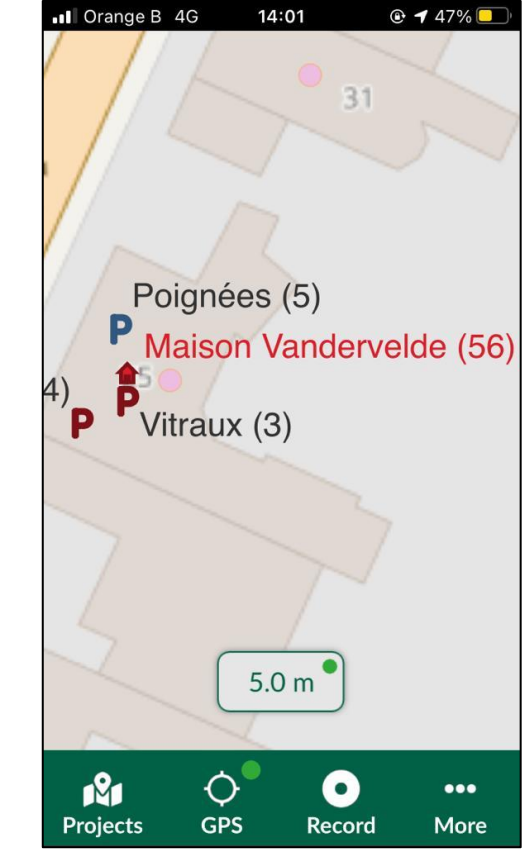 Orange B 4G 14:01 47%
31
Poignées (5)
Maison Vandervelde (56)
5
4)
Vitraux (3)
5.0 m
Projects GPS Record More